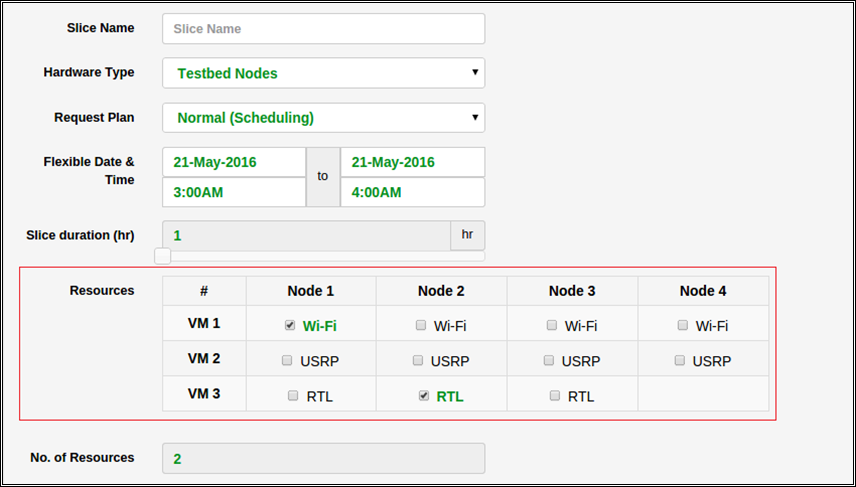 Slice Name Slice Name
Hardware Type Testbed Nodes
Request Plan Normal (Scheduling)
Flexible Date & Time 21-May-2016 to 21-May-2016
3:00AM 4:00AM
Slice duration (hr) 1 hr
Resources # Node 1 Node 2 Node 3 Node 4
VM 1 Wi-Fi Wi-Fi Wi-Fi Wi-Fi
VM 2 USRP USRP USRP USRP
VM 3 RTL RTL RTL
No. of Resources 2